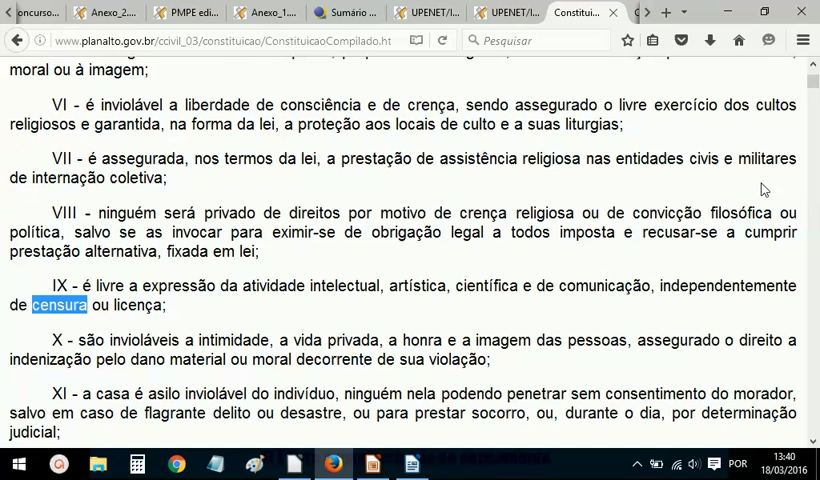 oncurso...
Anexo_2....
PMPE edi...
Anexo_1....
Sumário ...
UPENET/I...
UPENET/I...
Constitui...
www.planalto.gov.br/ccivil_03/constituicao/ConstituicaoCompilado.ht
Pesquisar
moral ou à imagem;
VI - é inviolável a liberdade de consciência e de crença, sendo assegurado o livre exercício dos cultos
religiosos e garantida, na forma da lei, a proteção aos locais de culto e a suas liturgias;
VII - é assegurada, nos termos da lei, a prestação de assistência religiosa nas entidades civis e militares
de internação coletiva;
VIII - ninguém será privado de direitos por motivo de crença religiosa ou de convicção filosófica ou
política, salvo se as invocar para eximir-se de obrigação legal a todos imposta e recusar-se a cumprir
prestação alternativa, fixada em lei;
IX - é livre a expressão da atividade intelectual, artística, científica e de comunicação, independentemente
de censura ou licença;
X - são invioláveis a intimidade, a vida privada, a honra e a imagem das pessoas, assegurado o direito a
indenização pelo dano material ou moral decorrente de sua violação;
XI - a casa é asilo inviolável do indivíduo, ninguém nela podendo penetrar sem consentimento do morador,
salvo em caso de flagrante delito ou desastre, ou para prestar socorro, ou, durante o dia, por determinação
judicial;
POR
13:40
18/03/2016